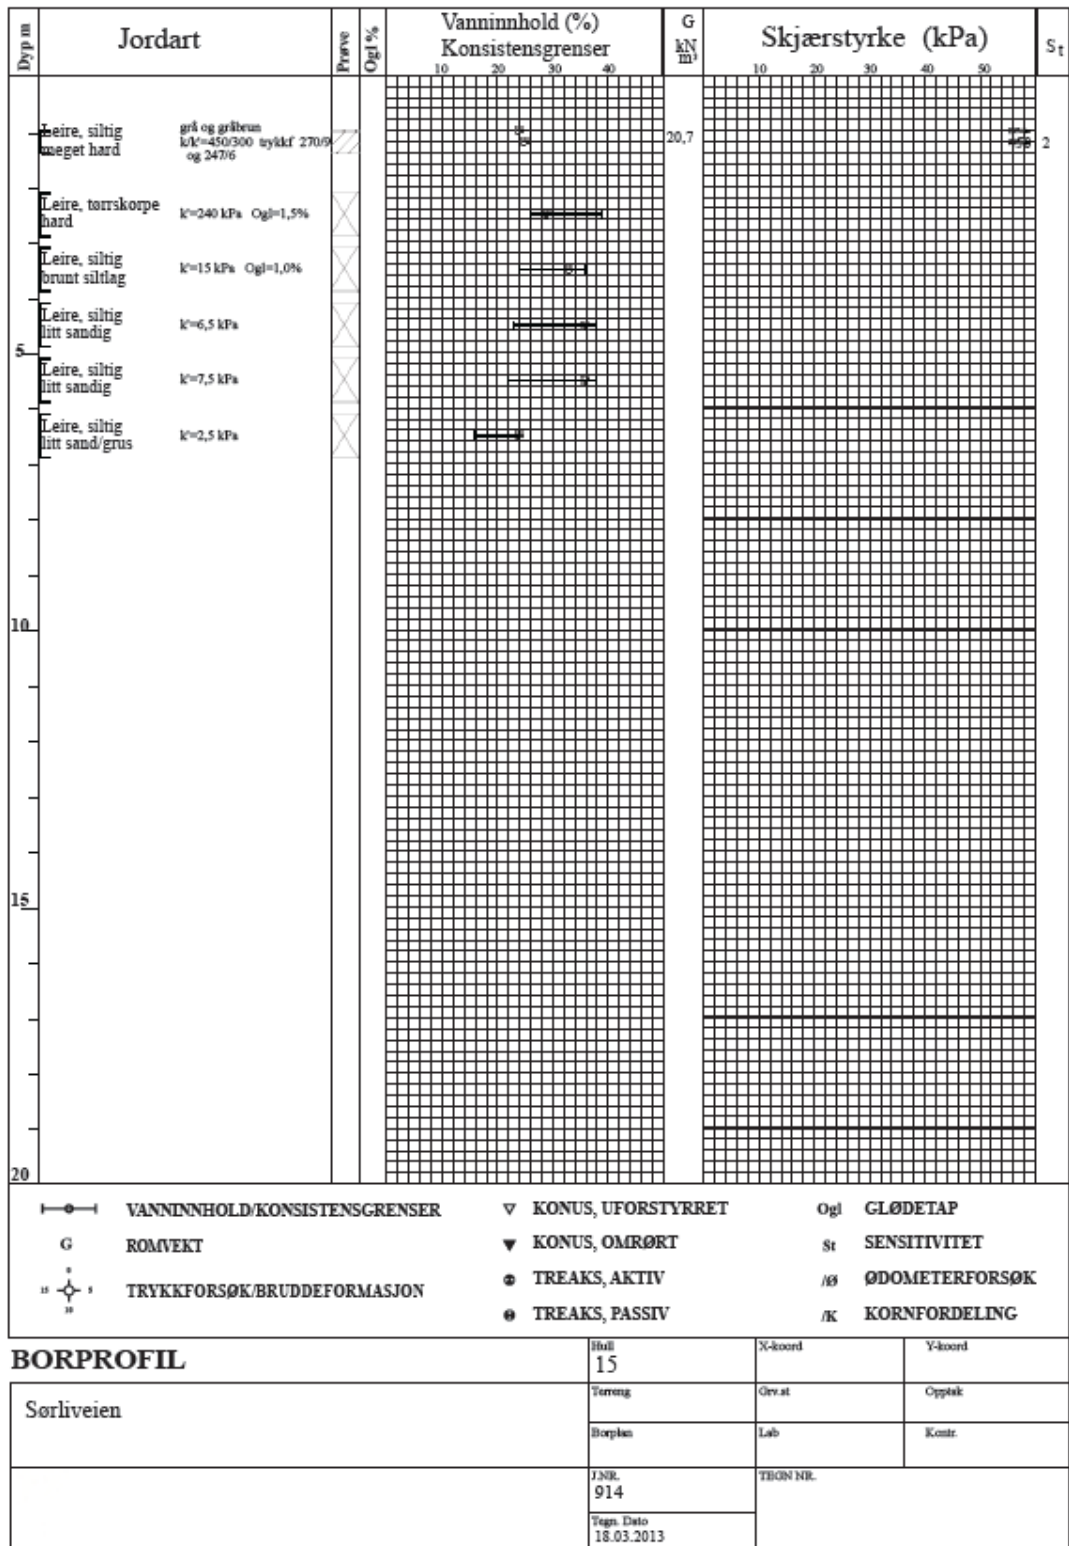 Dyp m
Jordart
Prøve
Ogl %
Vanninnhold (%)
Konsistensgrenser
10 20 30 40
G
kN
m³
Skjærstyrke (kPa)
10 20 30 40 50
St
Leire, siltig
meget hard
grå og gråbrun
k/k'=450/300 trykkf 270/9
og 247/6
20,7
2
Leire, tørrskorpe
hard
k'=240 kPa Ogl=1,5%
Leire, siltig
brunt siltlag
k'=15 kPa Ogl=1,0%
Leire, siltig
litt sandig
k'=6,5 kPa
5
Leire, siltig
litt sandig
k'=7,5 kPa
Leire, siltig
litt sand/grus
k'=2,5 kPa
10
15
20
VANNINNHOLD/KONSISTENSGRENSER
G ROMVEKT
0
15 5
10
TRYKKFORSØK/BRUDDEFORMASJON
KONUS, UFORSTYRRET
KONUS, OMRØRT
TREAKS, AKTIV
TREAKS, PASSIV
Ogl GLØDETAP
St SENSITIVITET
/Ø ØDOMETERFORSØK
/K KORNFORDELING
BORPROFIL
Sørliveien
Hull
15
X-koord
Y-koord
Terreng
Grv.st
Opptak
Borplan
Lab
Kontr.
J.NR.
914
TEGN NR.
Tegn. Dato
18.03.2013